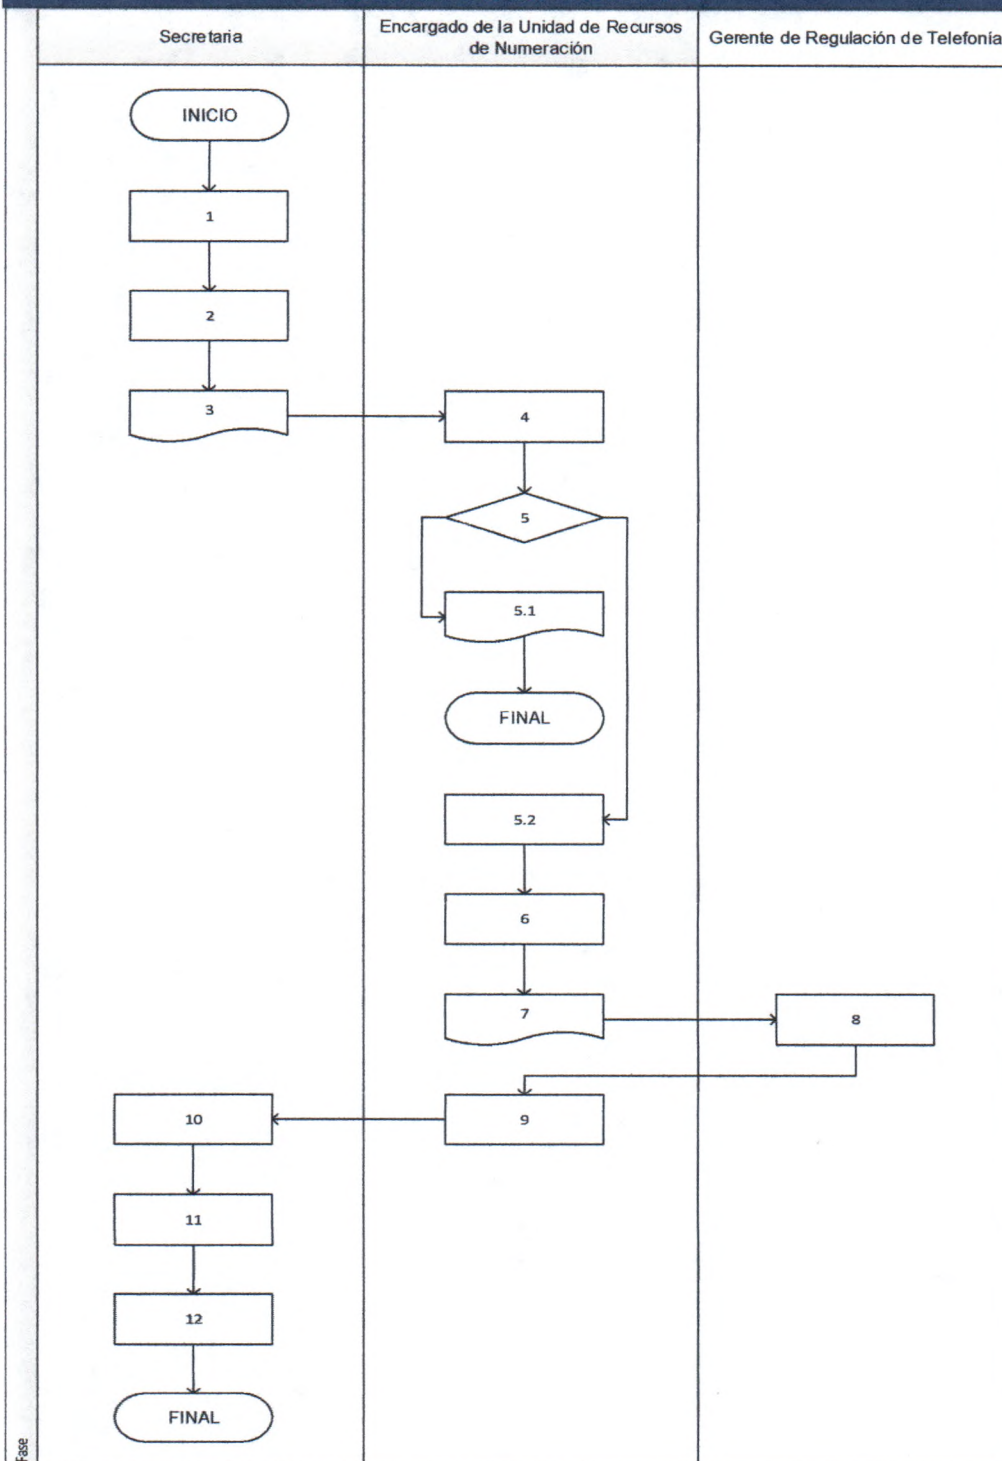 Secretaria
Encargado de la Unidad de Recursos
de Numeración
Gerente de Regulación de Telefonía
INICIO
1
2
3
4
5
5.1
FINAL
5.2
6
7
8
9
10
11
12
FINAL
Fase